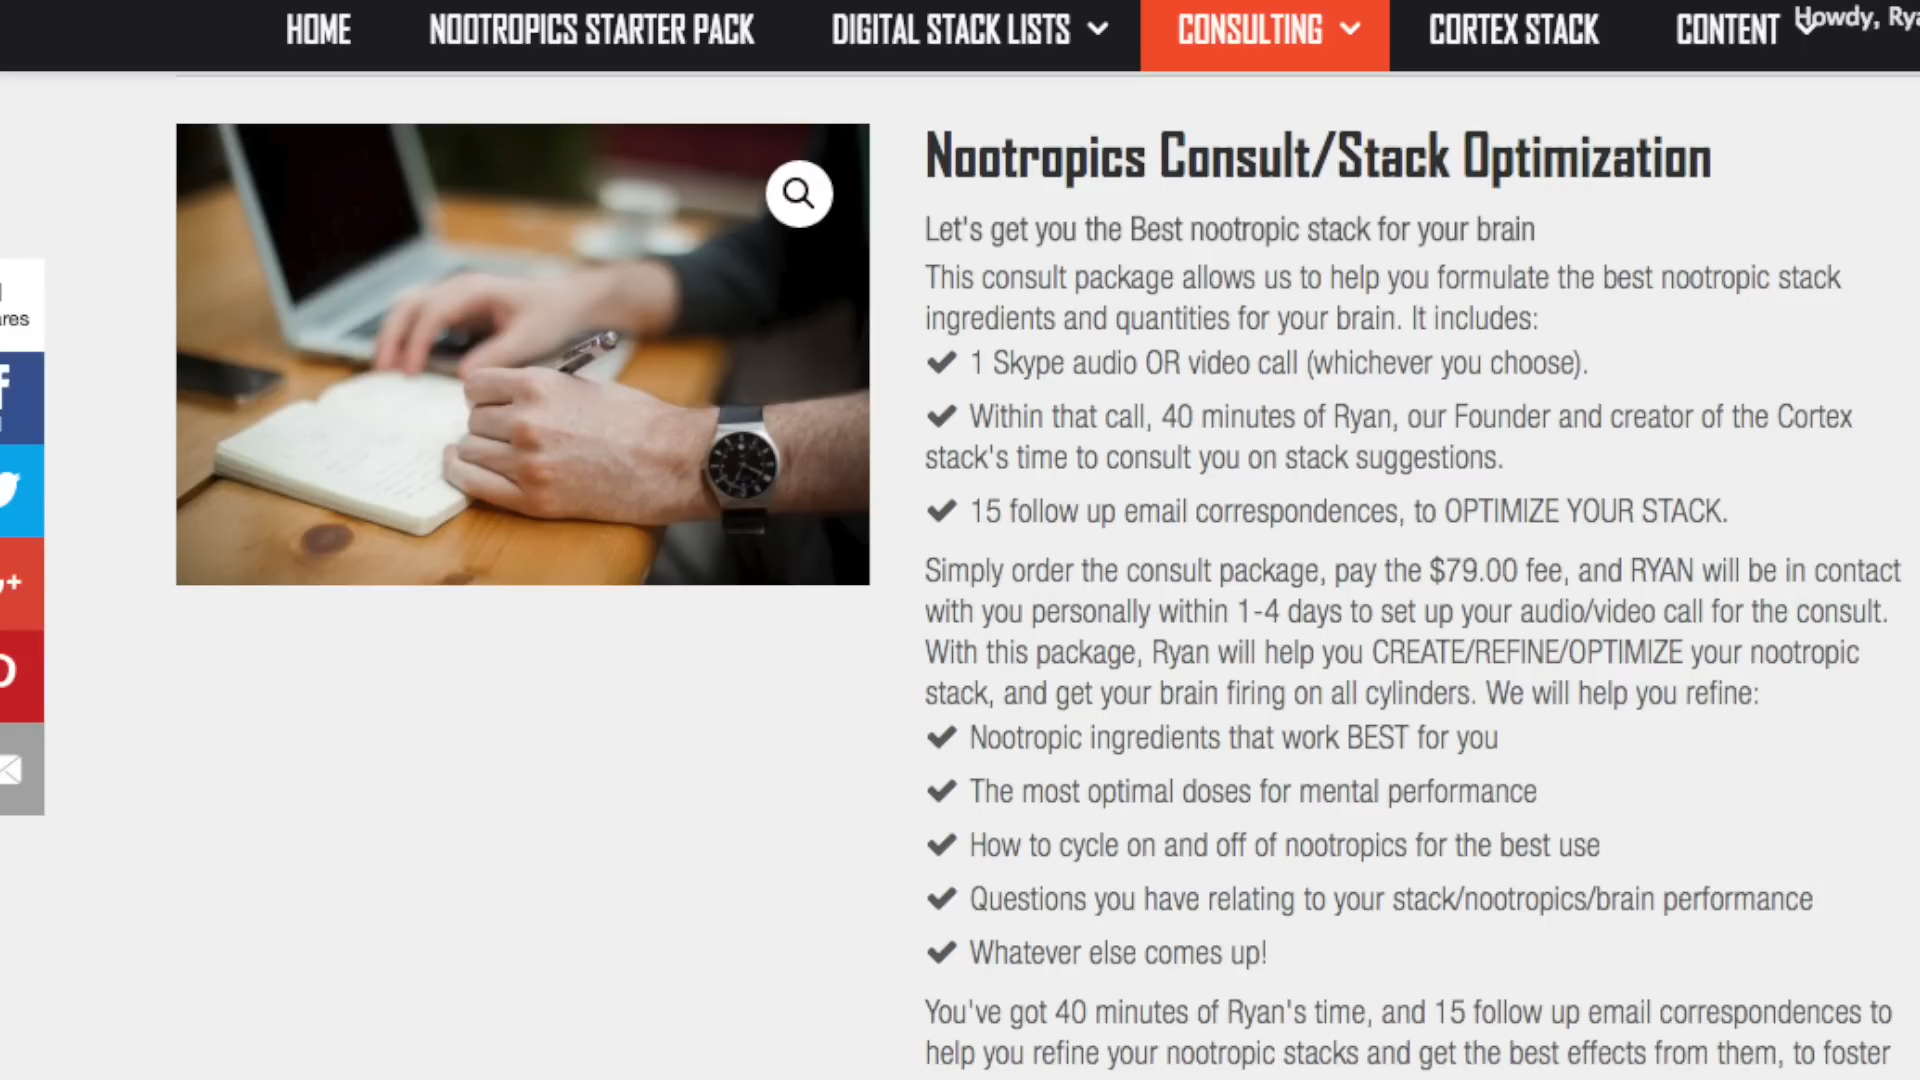 HOME NOOTROPICS STARTER PACK DIGITAL STACK LISTS CONSULTING CORTEX STACK CONTENT Howdy,
Nootropics Consult/Stack Optimization
Let's get you the Best nootropic stack for your brain
This consult package allows us to help you formulate the best nootropic stack
ingredients and quantities for your brain. It includes:
1 Skype audio OR video call (whichever you choose).
Within that call, 40 minutes of Ryan, our Founder and creator of the Cortex
stack's time to consult you on stack suggestions.
15 follow up email correspondences, to OPTIMIZE YOUR STACK.
Simply order the consult package, pay the $79.00 fee, and RYAN will be in contact
with you personally within 1-4 days to set up your audio/video call for the consult.
With this package, Ryan will help you CREATE/REFINE/OPTIMIZE your nootropic
stack, and get your brain firing on all cylinders. We will help you refine:
Nootropic ingredients that work BEST for you
The most optimal doses for mental performance
How to cycle on and off of nootropics for the best use
Questions you have relating to your stack/nootropics/brain performance
Whatever else comes up!
You've got 40 minutes of Ryan's time, and 15 follow up email correspondences to
help you refine your nootropic stacks and get the best effects from them, to foster